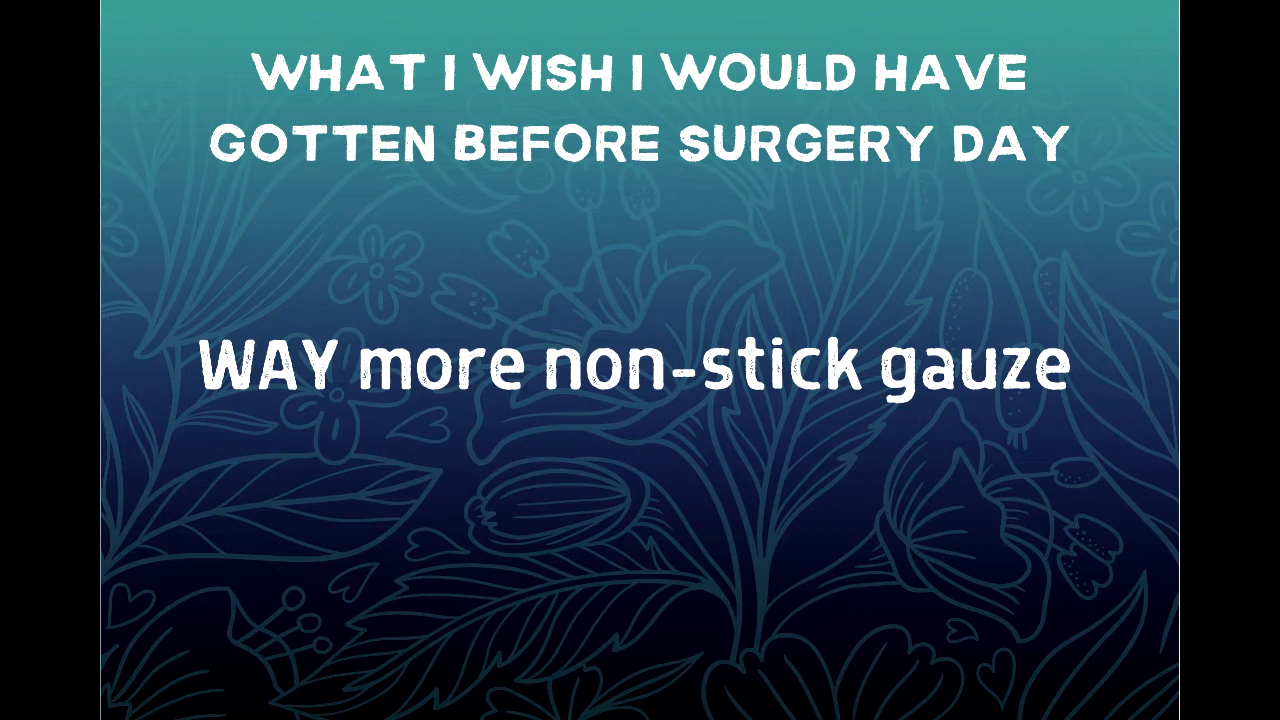 WHAT I WISH I WOULD HAVE
GOTTEN BEFORE SURGERY DAY
WAY more non-stick gauze